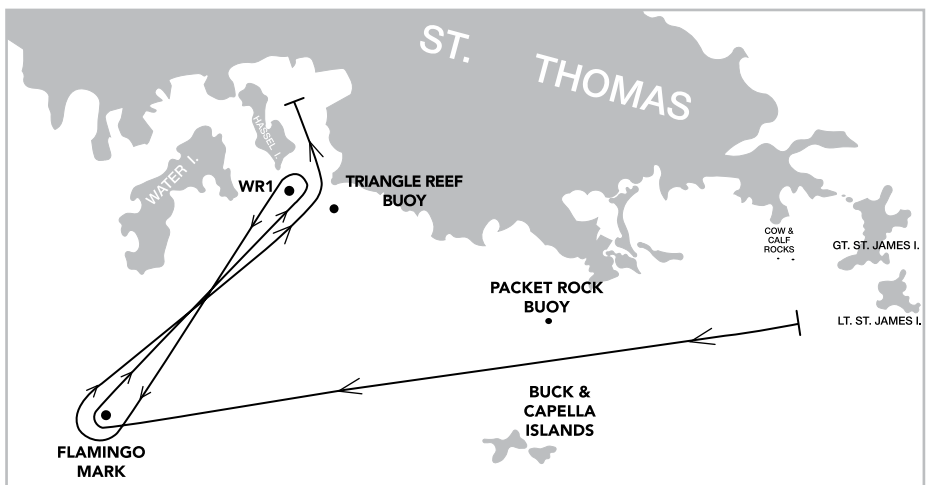 ST. THOMAS
HASSEL I.
WATER I.
WR1
TRIANGLE REEF
BUOY
COW &
CALF
ROCKS
GT. ST. JAMES I.
PACKET ROCK
BUOY
LT. ST. JAMES I.
BUCK &
CAPELLA
ISLANDS
FLAMINGO
MARK